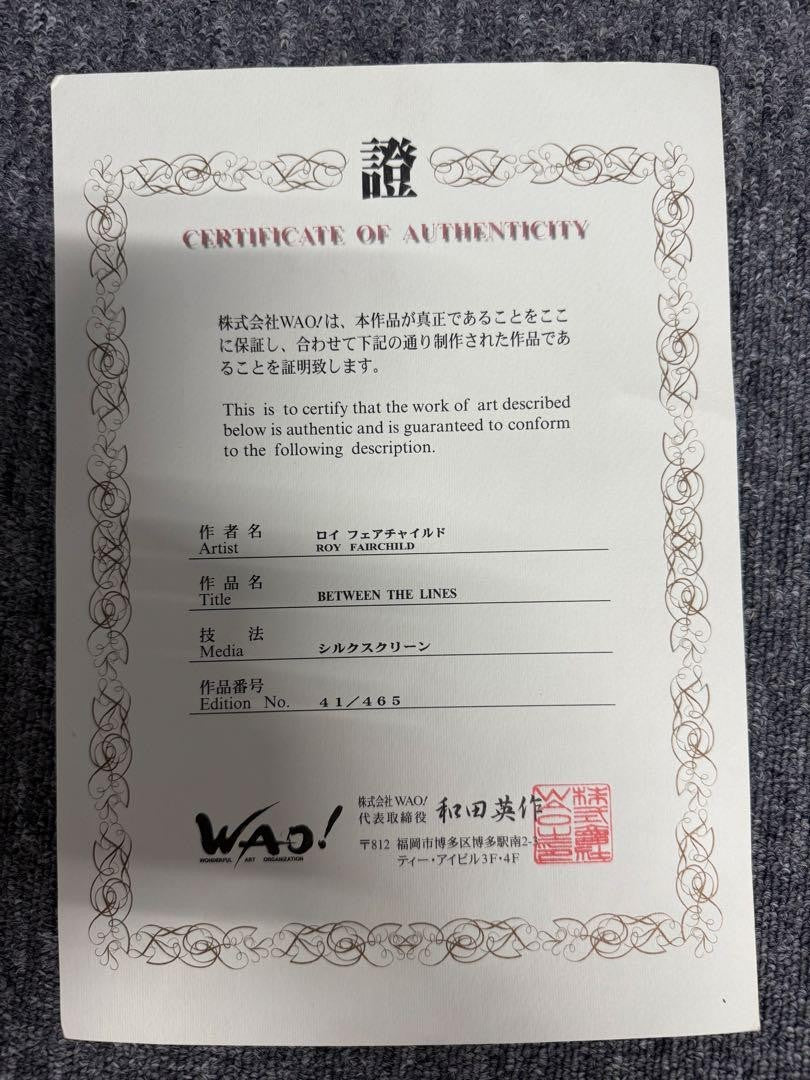 證
CERTIFICATE OF AUTHENTICITY
株式会社WAO!は、本作品が真正であることをここ
に保証し、合わせて下記の通り制作された作品であ
ることを証明致します。
This is to certify that the work of art described
below is authentic and is guaranteed to conform
to the following description.
作者名 ロイ フェアチャイルド
Artist ROY FAIRCHILD
作品名
Title BETWEEN THE LINES
技 法
Media シルクスクリーン
作品番号
Edition No. 41/465
WAO!
WONDERFUL ART ORGANIZATION
株式会社WAO!
代表取締役 和田英作
〒812 福岡市博多区博多駅南2-3
ティー・アイビル3F・4F